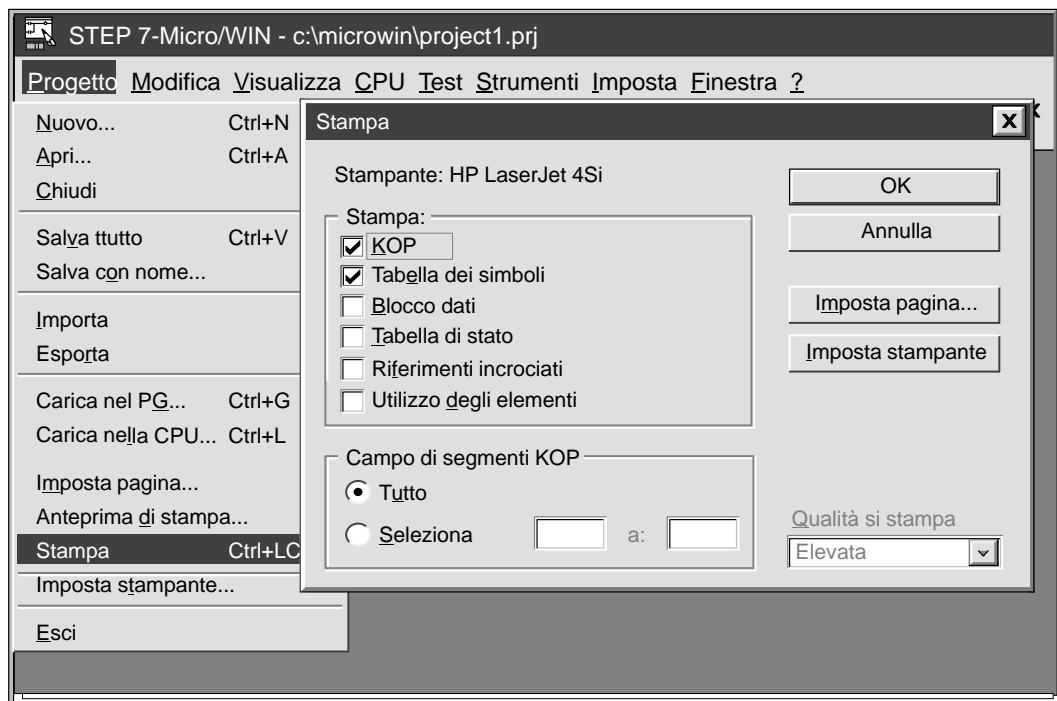 STEP 7-Micro/WIN - c:\microwin\project1.prj
Progetto Modifica Visualizza CPU Test Strumenti Imposta Finestra ?
Nuovo... Ctrl+N
Apri... Ctrl+A
Chiudi
Salva ttutto Ctrl+V
Salva con nome...
Importa
Esporta
Carica nel PG... Ctrl+G
Carica nella CPU... Ctrl+L
Imposta pagina...
Anteprima di stampa...
Stampa Ctrl+LC
Imposta stampante...
Esci
Stampa
Stampante: HP LaserJet 4Si
Stampa:
KOP
Tabella dei simboli
Blocco dati
Tabella di stato
Riferimenti incrociati
Utilizzo degli elementi
Campo di segmenti KOP
Tutto
Seleziona a:
OK
Annulla
Imposta pagina...
Imposta stampante
Qualità si stampa
Elevata